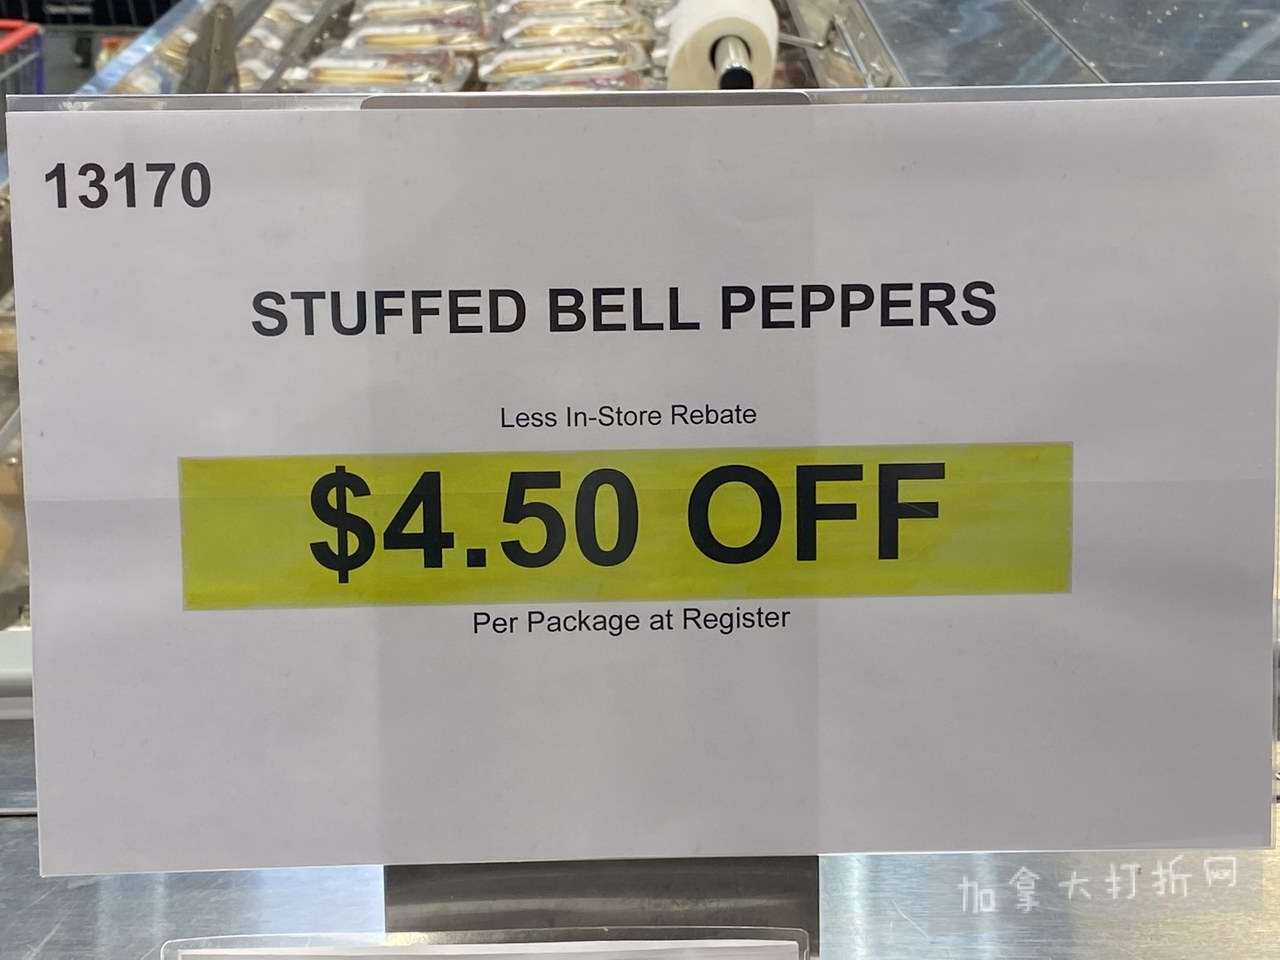 13170
STUFFED BELL PEPPERS
Less In-Store Rebate
$4.50 OFF
Per Package at Register
加拿大打折网